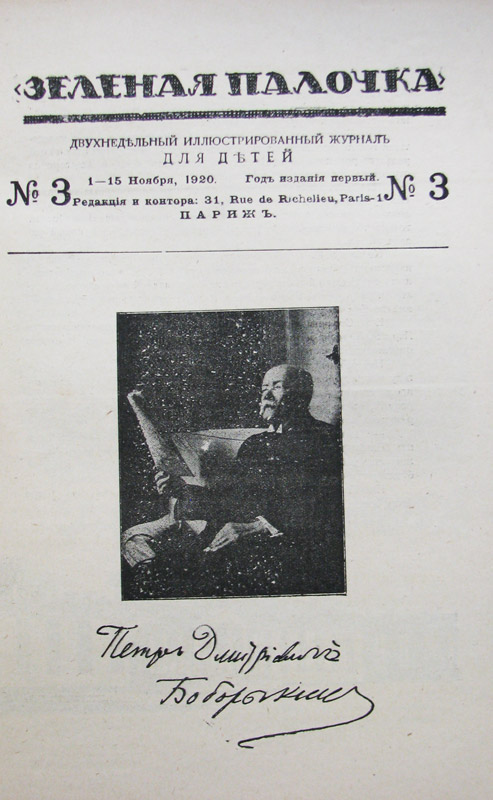 «ЗЕЛЕНАЯ ПАЛОЧКА»
ДВУХНЕДѢЛЬНЫЙ ИЛЛЮСТРИРОВАННЫЙ ЖУРНАЛЪ
ДЛЯ ДѢТЕЙ
№ 3 1—15 Ноября, 1920. Годъ изданія первый. № 3
Редакція и контора: 31, Rue de Richelieu, Paris-1
ПАРИЖЪ.
Петръ Дмитріевичъ
Боборыкинъ